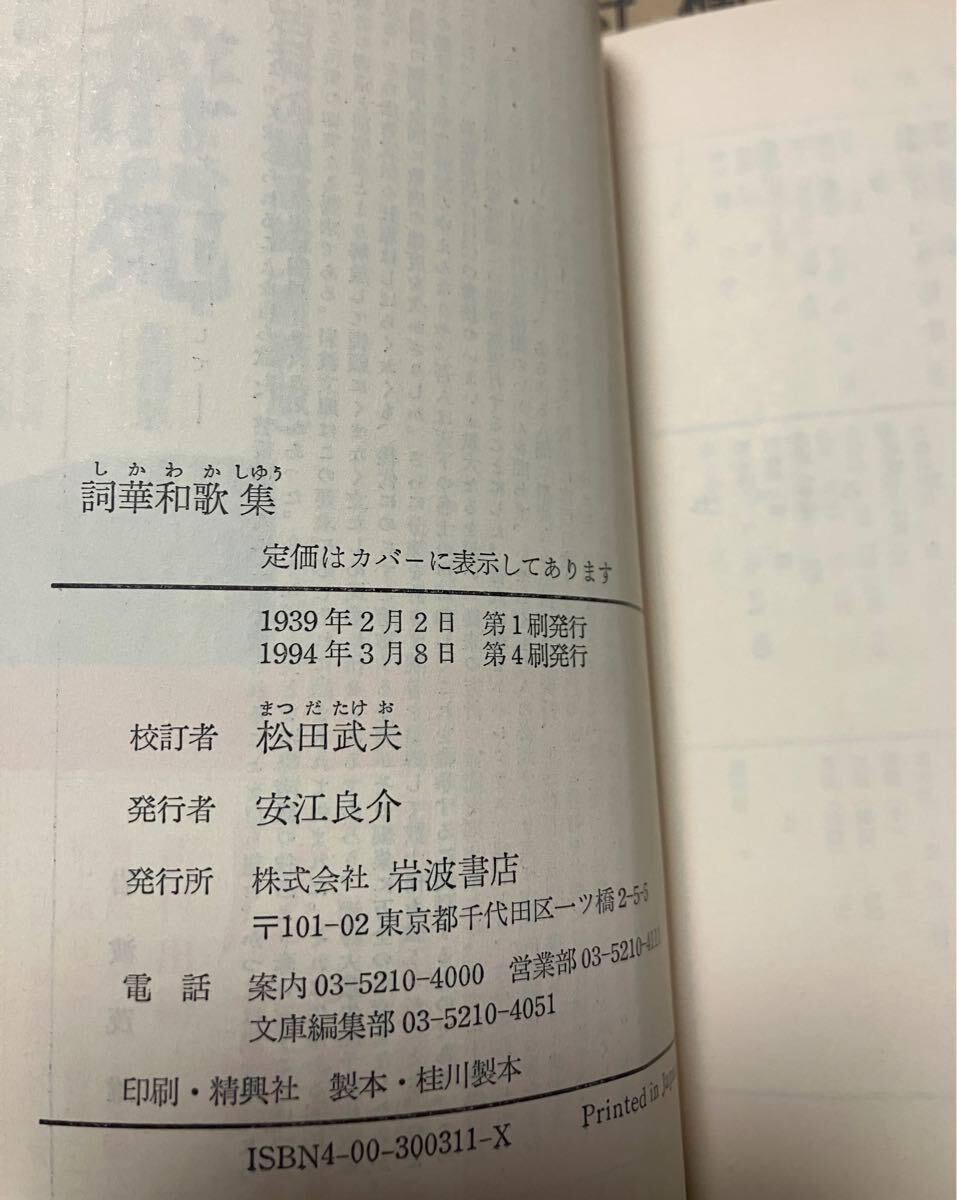 しかわかしゆう
詞華和歌集
定価はカバーに表示してあります
1939年2月2日 第1刷発行
1994年3月8日 第4刷発行
まつだたけお
校訂者 松田武夫
発行者 安江良介
発行所 株式会社 岩波書店
〒101-02 東京都千代田区一ツ橋2-5-5
電話 案内 03-5210-4000 営業部 03-5210-4111
文庫編集部 03-5210-4051
印刷・精興社 製本・桂川製本
Printed in
ISBN4-00-300311-X